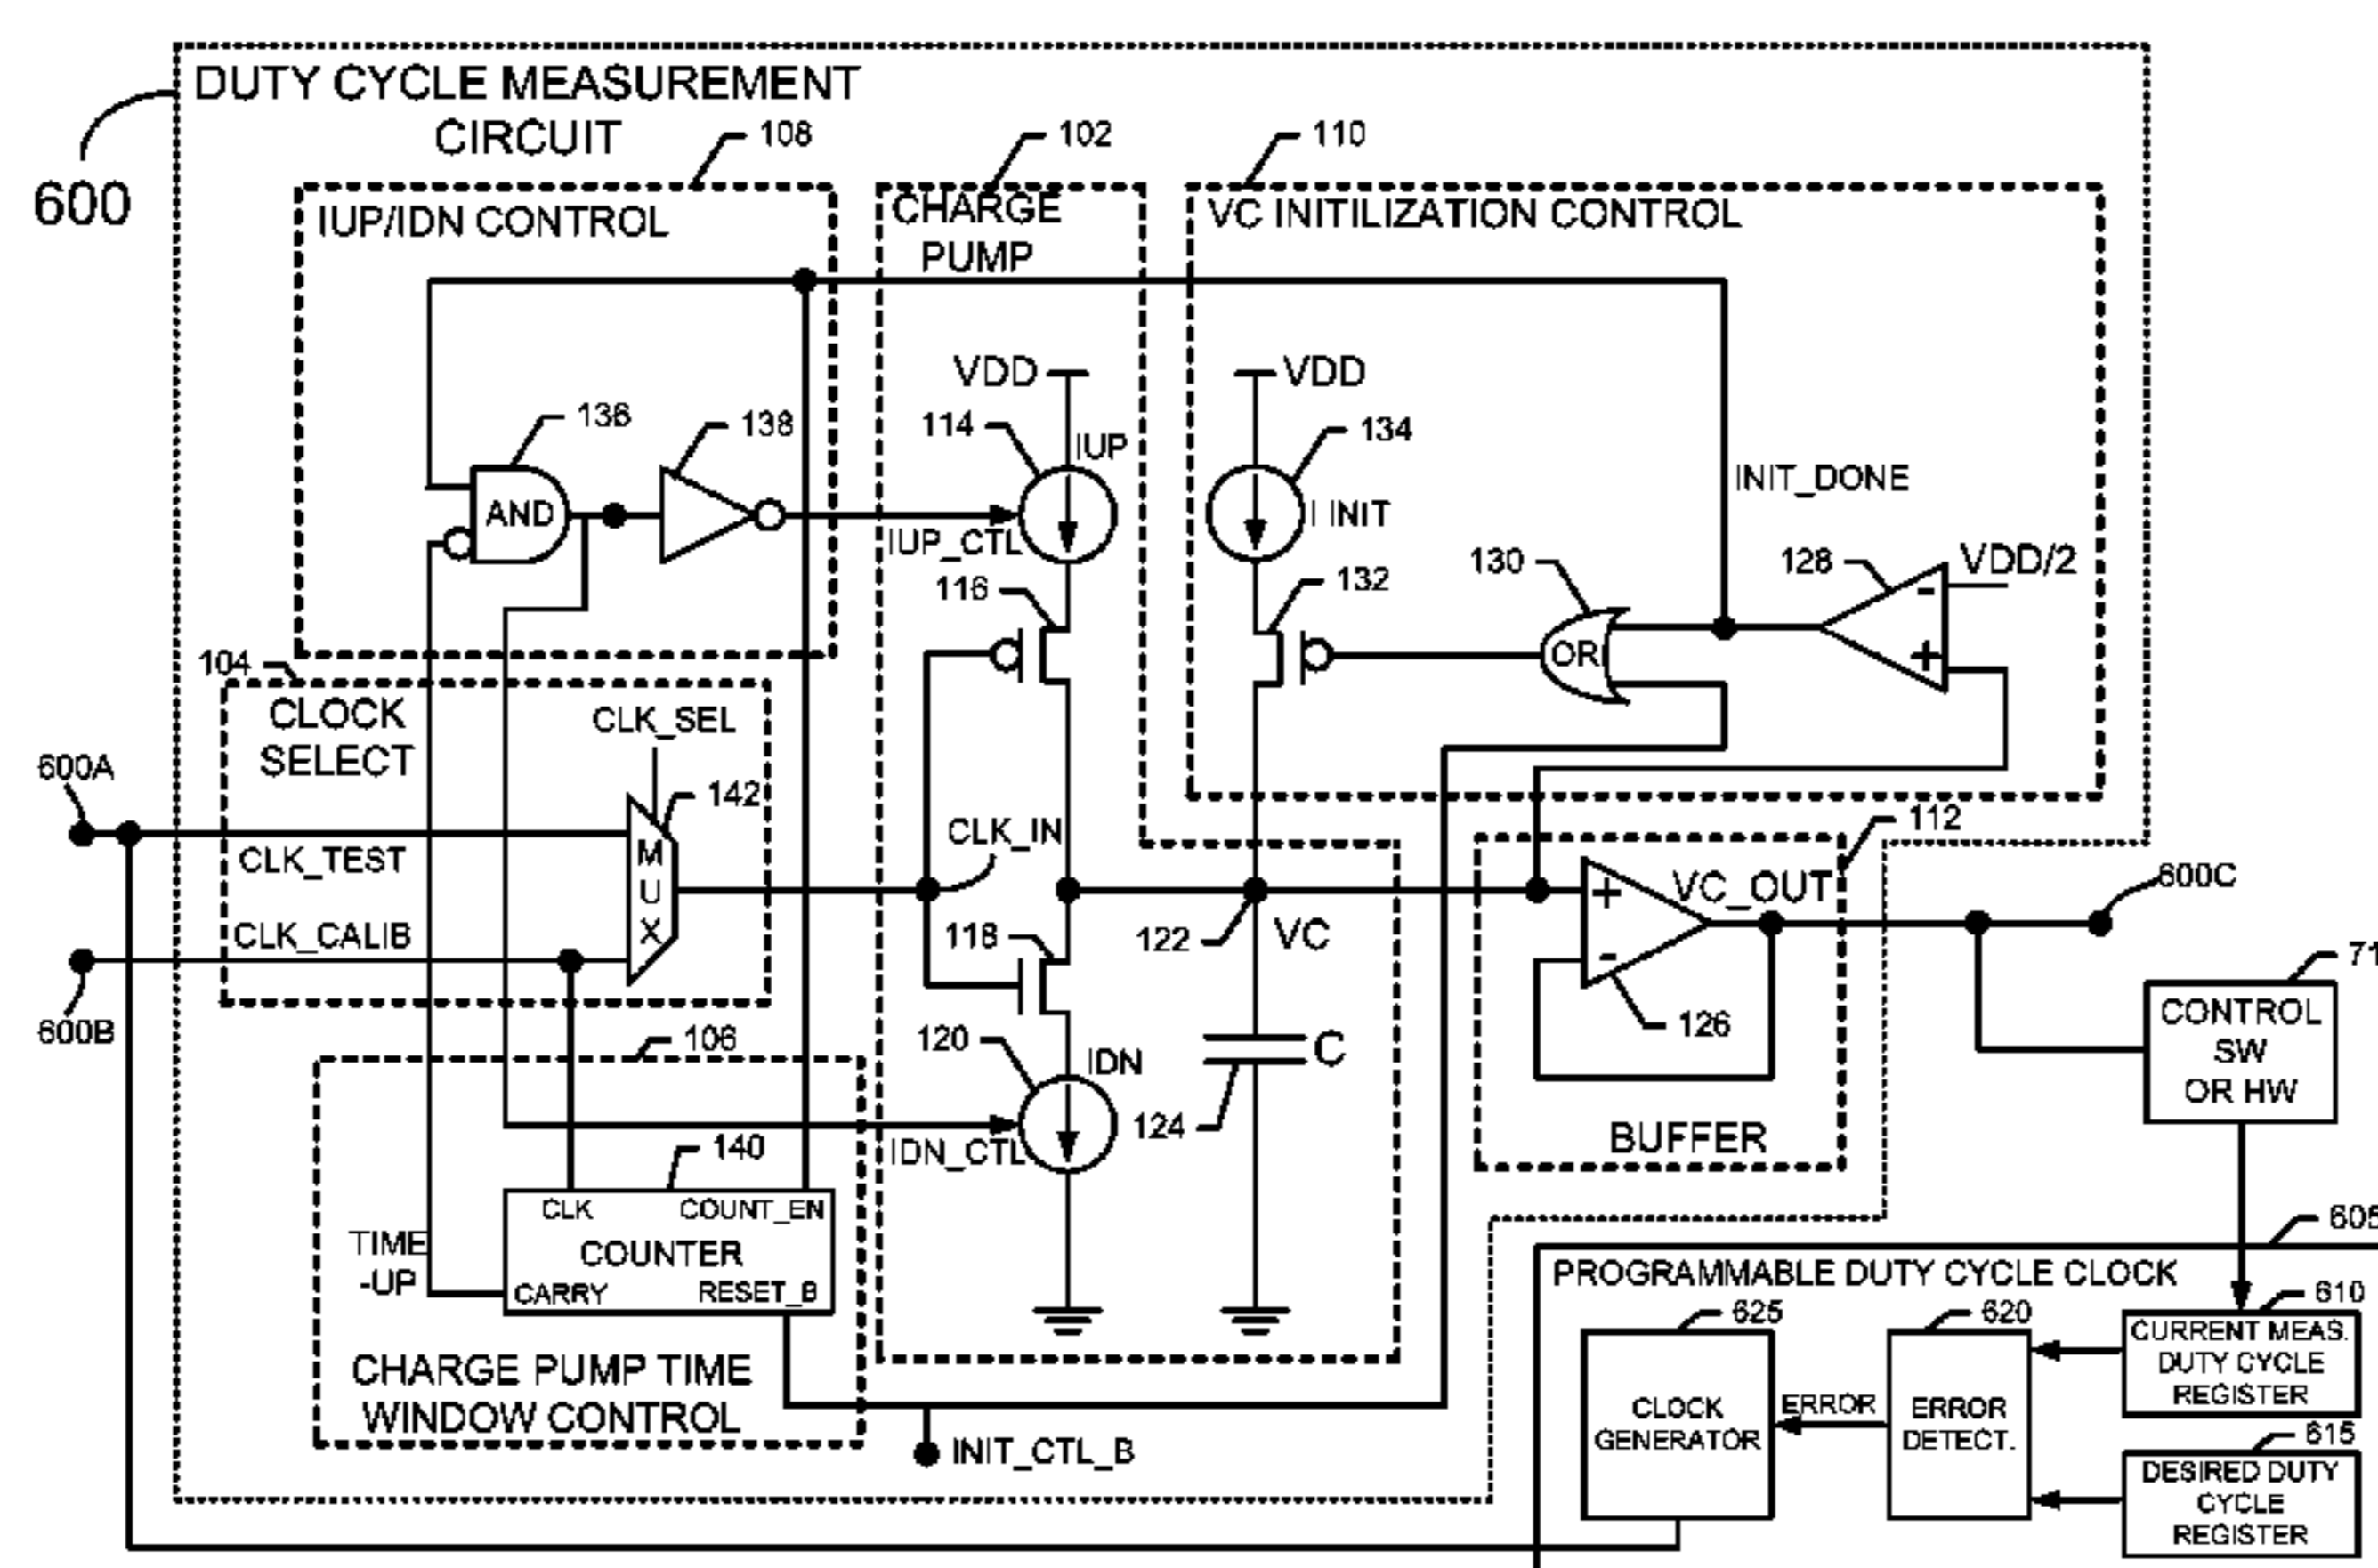 DUTY CYCLE MEASUREMENT
CIRCUIT
600
108
102
110
IUP/IDN CONTROL
CHARGE
PUMP
VC INITILIZATION CONTROL
VDD
VDD
136
138
114
IUP
134
INIT_DONE
AND
I INIT
IUP_CTL
116
132
130
128
VDD/2
-
OR
+
104
CLOCK
SELECT
CLK_SEL
600A
142
CLK_TEST
M
U
X
CLK_IN
112
CLK_CALIB
118
122
VC
+
VC_OUT
600C
-
126
600B
106
120
IDN
C
124
CONTROL
SW
OR HW
IDN_CTL
BUFFER
140
CLK
COUNT_EN
TIME
-UP
COUNTER
CARRY
RESET_B
CHARGE PUMP TIME
WINDOW CONTROL
INIT_CTL_B
PROGRAMMABLE DUTY CYCLE CLOCK
625
620
610
CLOCK
GENERATOR
ERROR
ERROR
DETECT.
CURRENT MEAS.
DUTY CYCLE
REGISTER
615
DESIRED DUTY
CYCLE
REGISTER